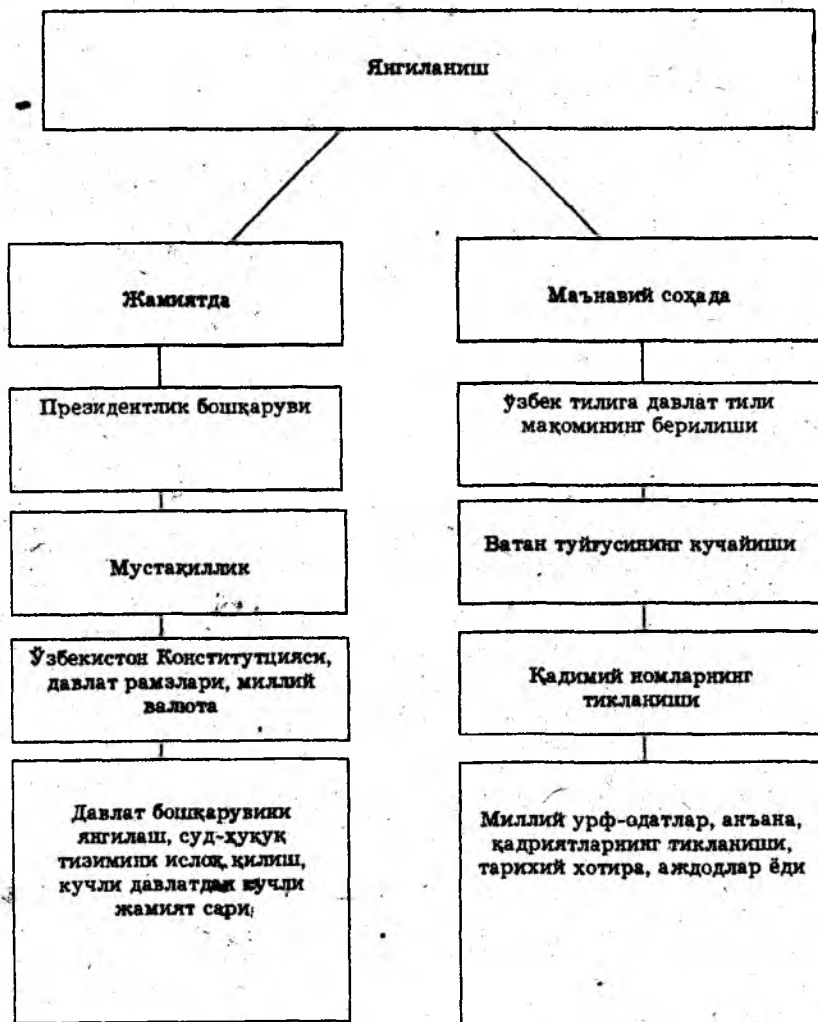 Янгиланиш
Жамиятда
Президентлик бошқаруви
Мустақиллик
Ўзбекистон Конститутцияси,
давлат рамзлари, миллий
валюта
Давлат бошқарувини
янгилаш, суд-ҳуқуқ
тизимини ислоҳ қилиш,
кучли давлатдан кучли
жамият сари
Маънавий соҳада
Ўзбек тилига давлат тили
мақомининг берилиши
Ватан туйғусининг кучайиши
Қадимий номларнинг
тикланиши
Миллий урф-одатлар, анъана,
қадриятларнинг тикланиши,
тарихий хотира, аждодлар ёди